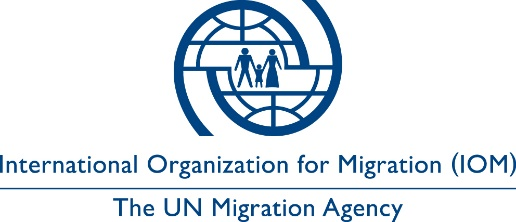 International Organization for Migration (IOM)
The UN Migration Agency